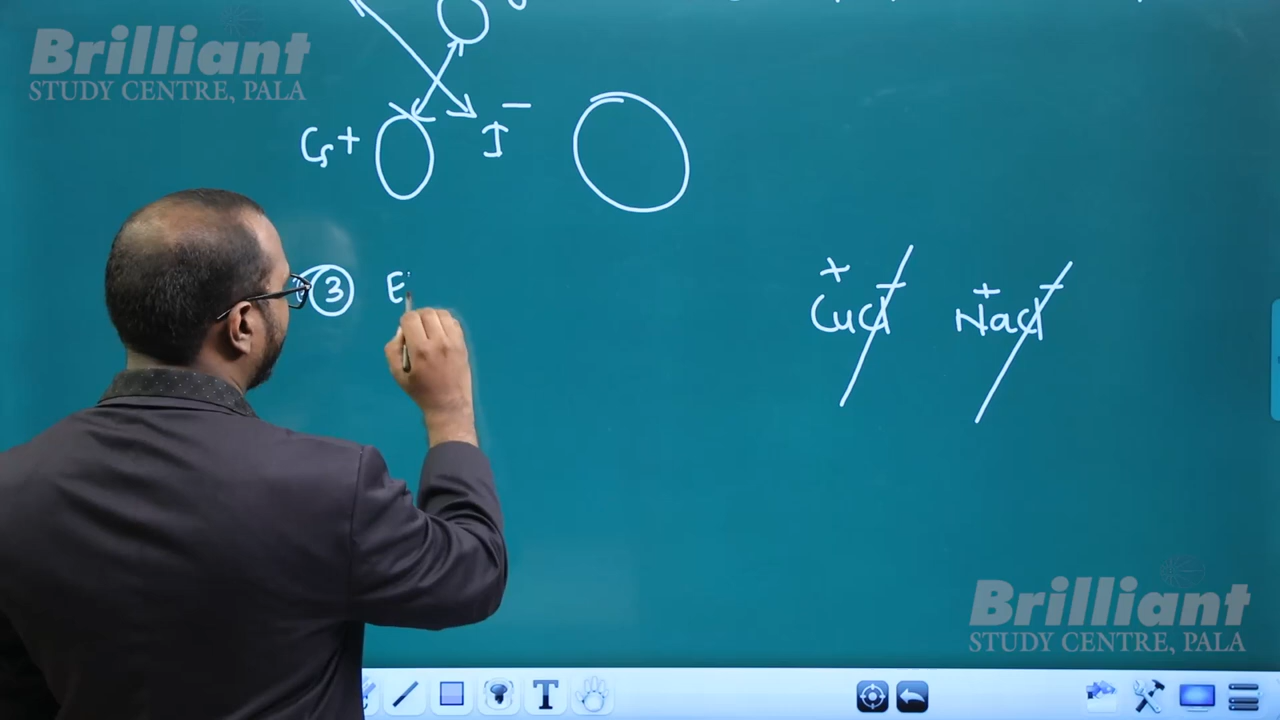 Brilliant
STUDY CENTRE, PALA
Cs+ I−
3 E
+ − + −
CuCl NaCl
Brilliant
STUDY CENTRE, PALA
T